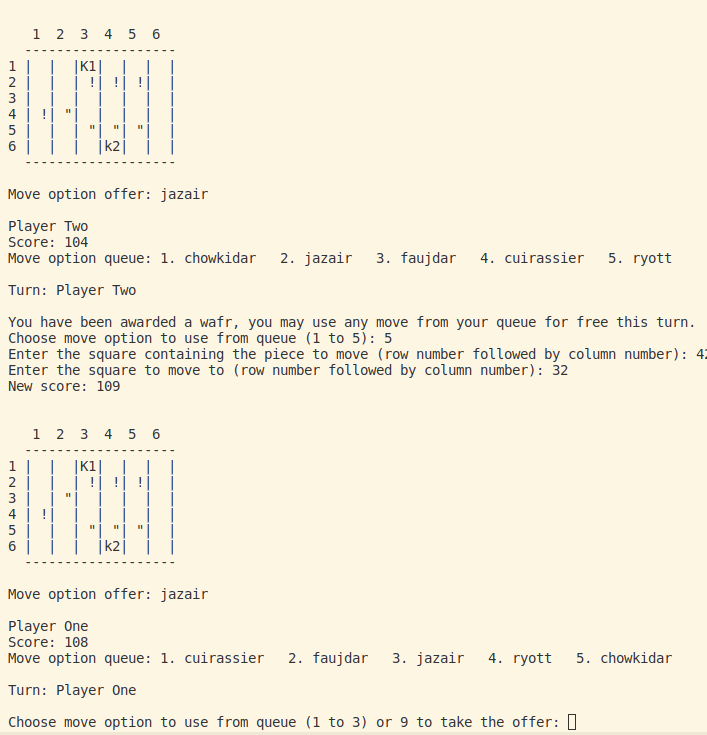 1  2  3  4  5  6
  -------------------
1 |  |  |K1|  |  |  |
2 |  |  | !| !| !|  |
3 |  |  |  |  |  |  |
4 | !| "|  |  |  |  |
5 |  |  | "| "| "|  |
6 |  |  |  |k2|  |  |
  -------------------
Move option offer: jazair
Player Two
Score: 104
Move option queue: 1. chowkidar   2. jazair   3. faujdar   4. cuirassier   5. ryott
Turn: Player Two
You have been awarded a wafr, you may use any move from your queue for free this turn.
Choose move option to use from queue (1 to 5): 5
Enter the square containing the piece to move (row number followed by column number): 42
Enter the square to move to (row number followed by column number): 32
New score: 109
   1  2  3  4  5  6
  -------------------
1 |  |  |K1|  |  |  |
2 |  |  | !| !| !|  |
3 |  | "|  |  |  |  |
4 | !|  |  |  |  |  |
5 |  |  | "| "| "|  |
6 |  |  |  |k2|  |  |
  -------------------
Move option offer: jazair
Player One
Score: 108
Move option queue: 1. cuirassier   2. faujdar   3. jazair   4. ryott   5. chowkidar
Turn: Player One
Choose move option to use from queue (1 to 3) or 9 to take the offer: